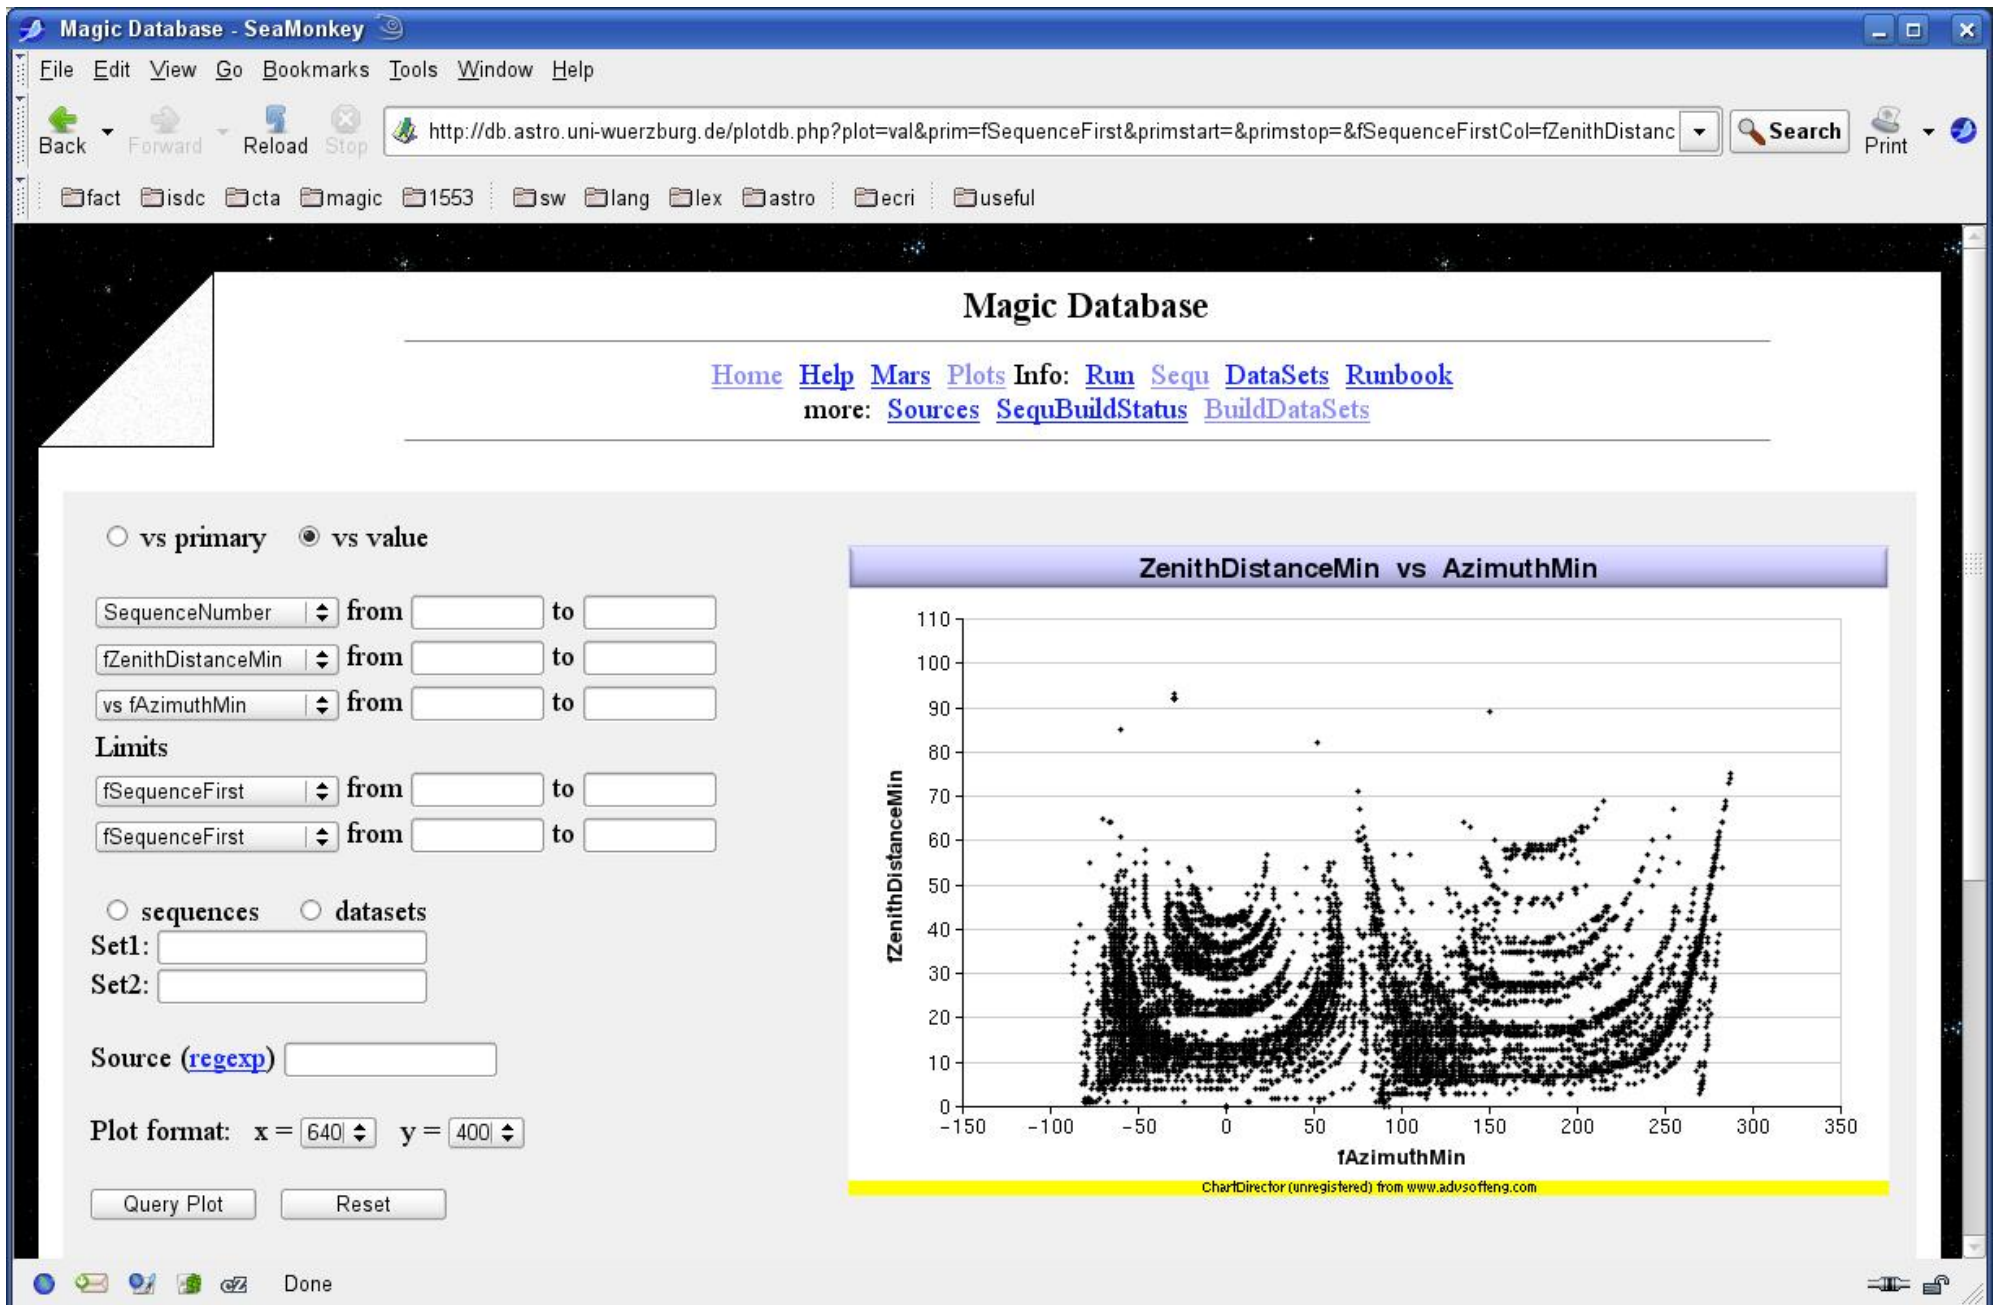 Magic Database - SeaMonkey
File Edit View Go Bookmarks Tools Window Help
Back Forward Reload Stop http://db.astro.uni-wuerzburg.de/plotdb.php?plot=val&prim=fSequenceFirst&primstart=&primstop=&fSequenceFirstCol=fZenithDistanc Search Print
fact isdc cta magic 1553 sw lang lex astro ecri useful
Magic Database
Home Help Mars Plots Info: Run Sequ DataSets Runbook
more: Sources SequBuildStatus BuildDataSets
vs primary vs value
SequenceNumber from to
fZenithDistanceMin from to
vs fAzimuthMin from to
Limits
fSequenceFirst from to
fSequenceFirst from to
sequences datasets
Set1:
Set2:
Source (regexp)
Plot format: x = 640 y = 400
Query Plot Reset
ZenithDistanceMin vs AzimuthMin
fZenithDistanceMin
110
100
90
80
70
60
50
40
30
20
10
0
-150 -100 -50 0 50 100 150 200 250 300 350
fAzimuthMin
ChartDirector (unregistered) from www.advsofteng.com
Done